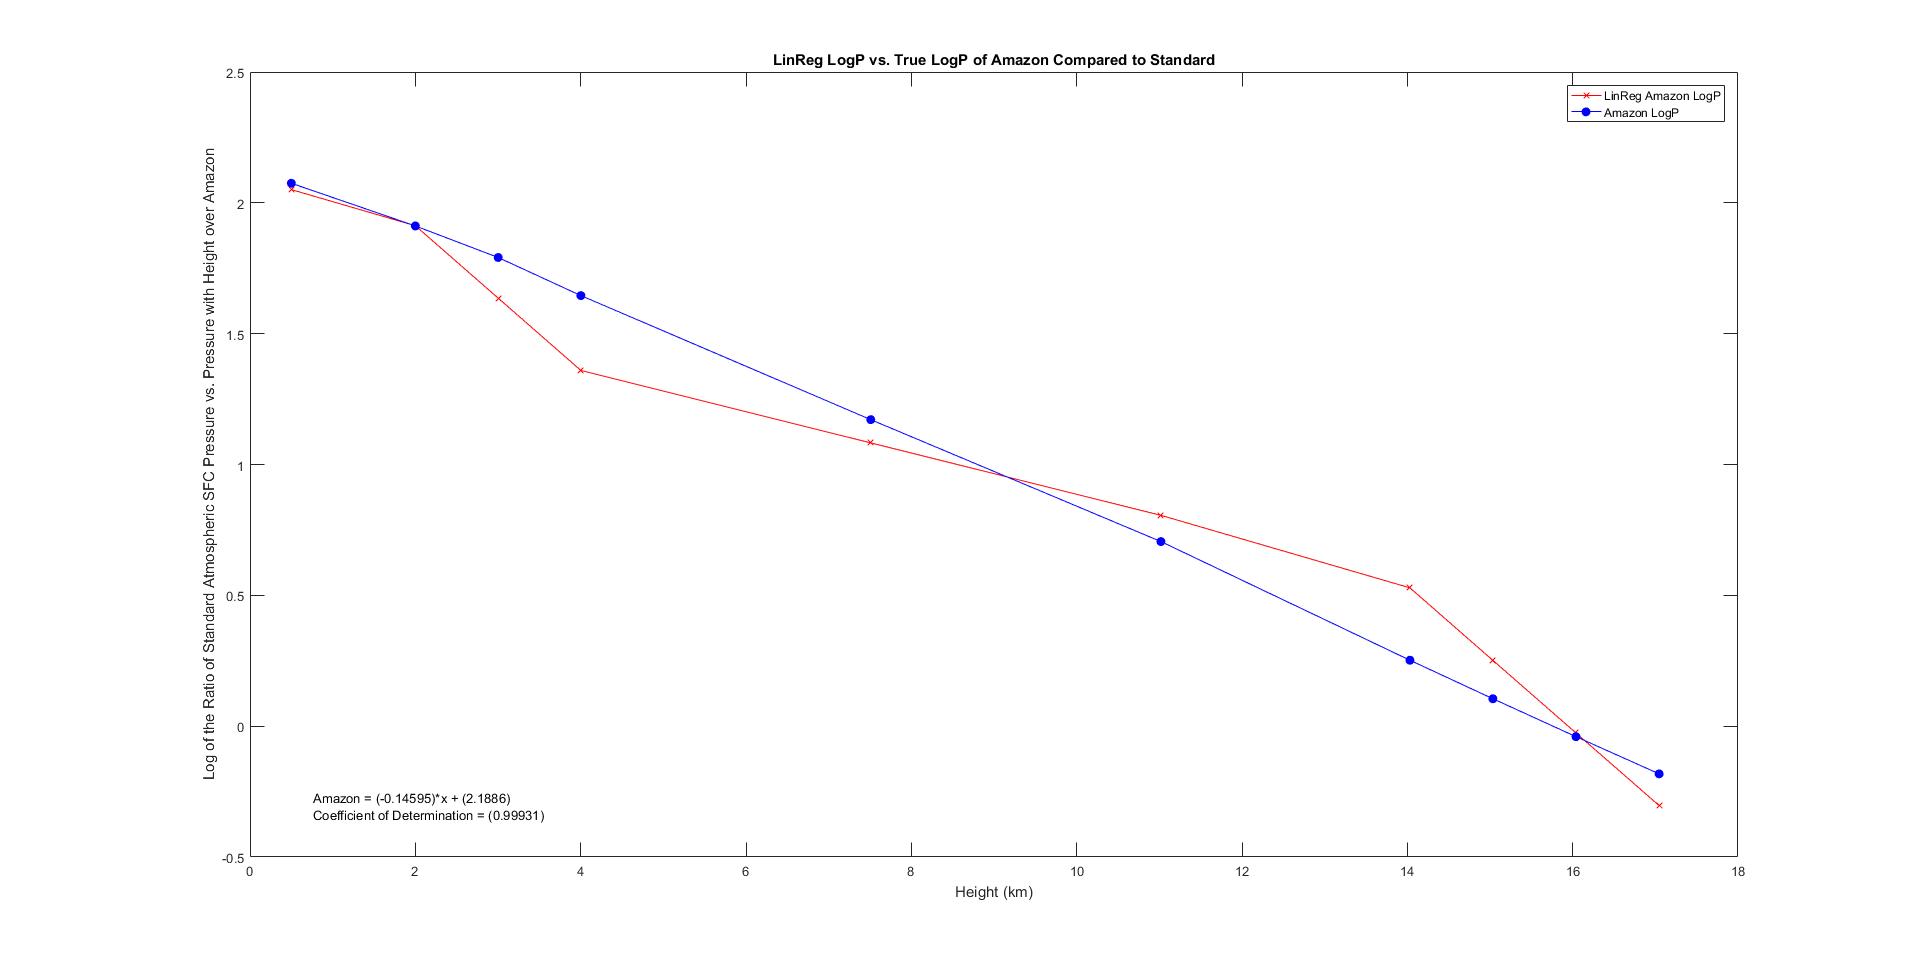 LinReg LogP vs. True LogP of Amazon Compared to Standard
LinReg Amazon LogP
Amazon LogP
Log of the Ratio of Standard Atmospheric SFC Pressure vs. Pressure with Height over Amazon
2.5
2
1.5
1
0.5
0
-0.5
Amazon = (-0.14595)*x + (2.1886)
Coefficient of Determination = (0.99931)
0 2 4 6 8 10 12 14 16 18
Height (km)